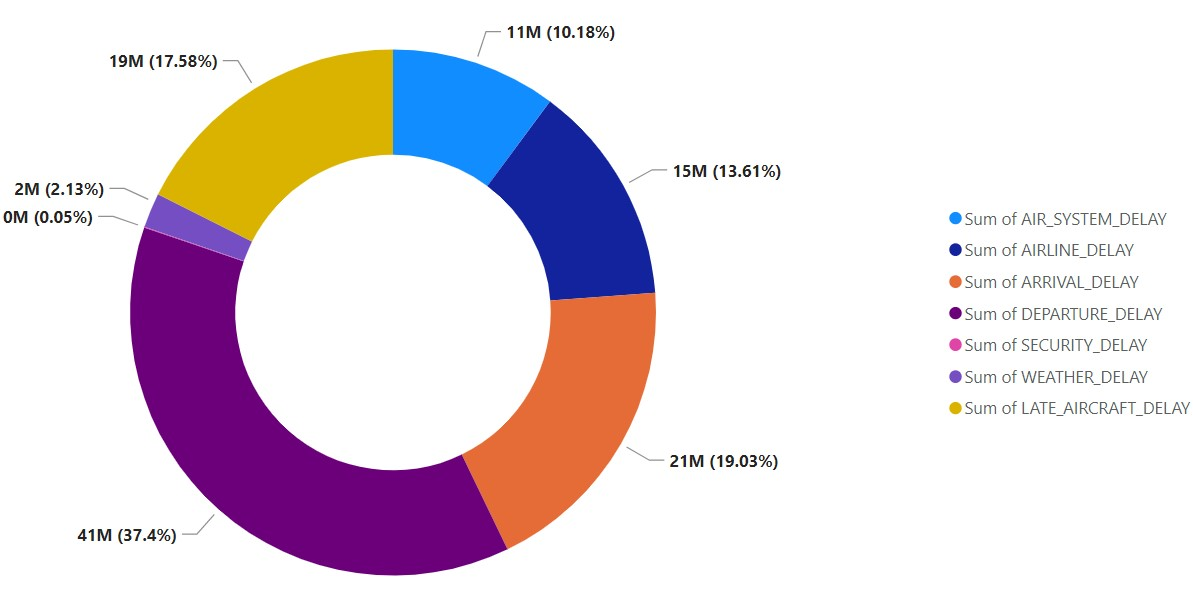 11M (10.18%)
19M (17.58%)
15M (13.61%)
2M (2.13%)
0M (0.05%)
21M (19.03%)
41M (37.4%)
Sum of AIR_SYSTEM_DELAY
Sum of AIRLINE_DELAY
Sum of ARRIVAL_DELAY
Sum of DEPARTURE_DELAY
Sum of SECURITY_DELAY
Sum of WEATHER_DELAY
Sum of LATE_AIRCRAFT_DELAY